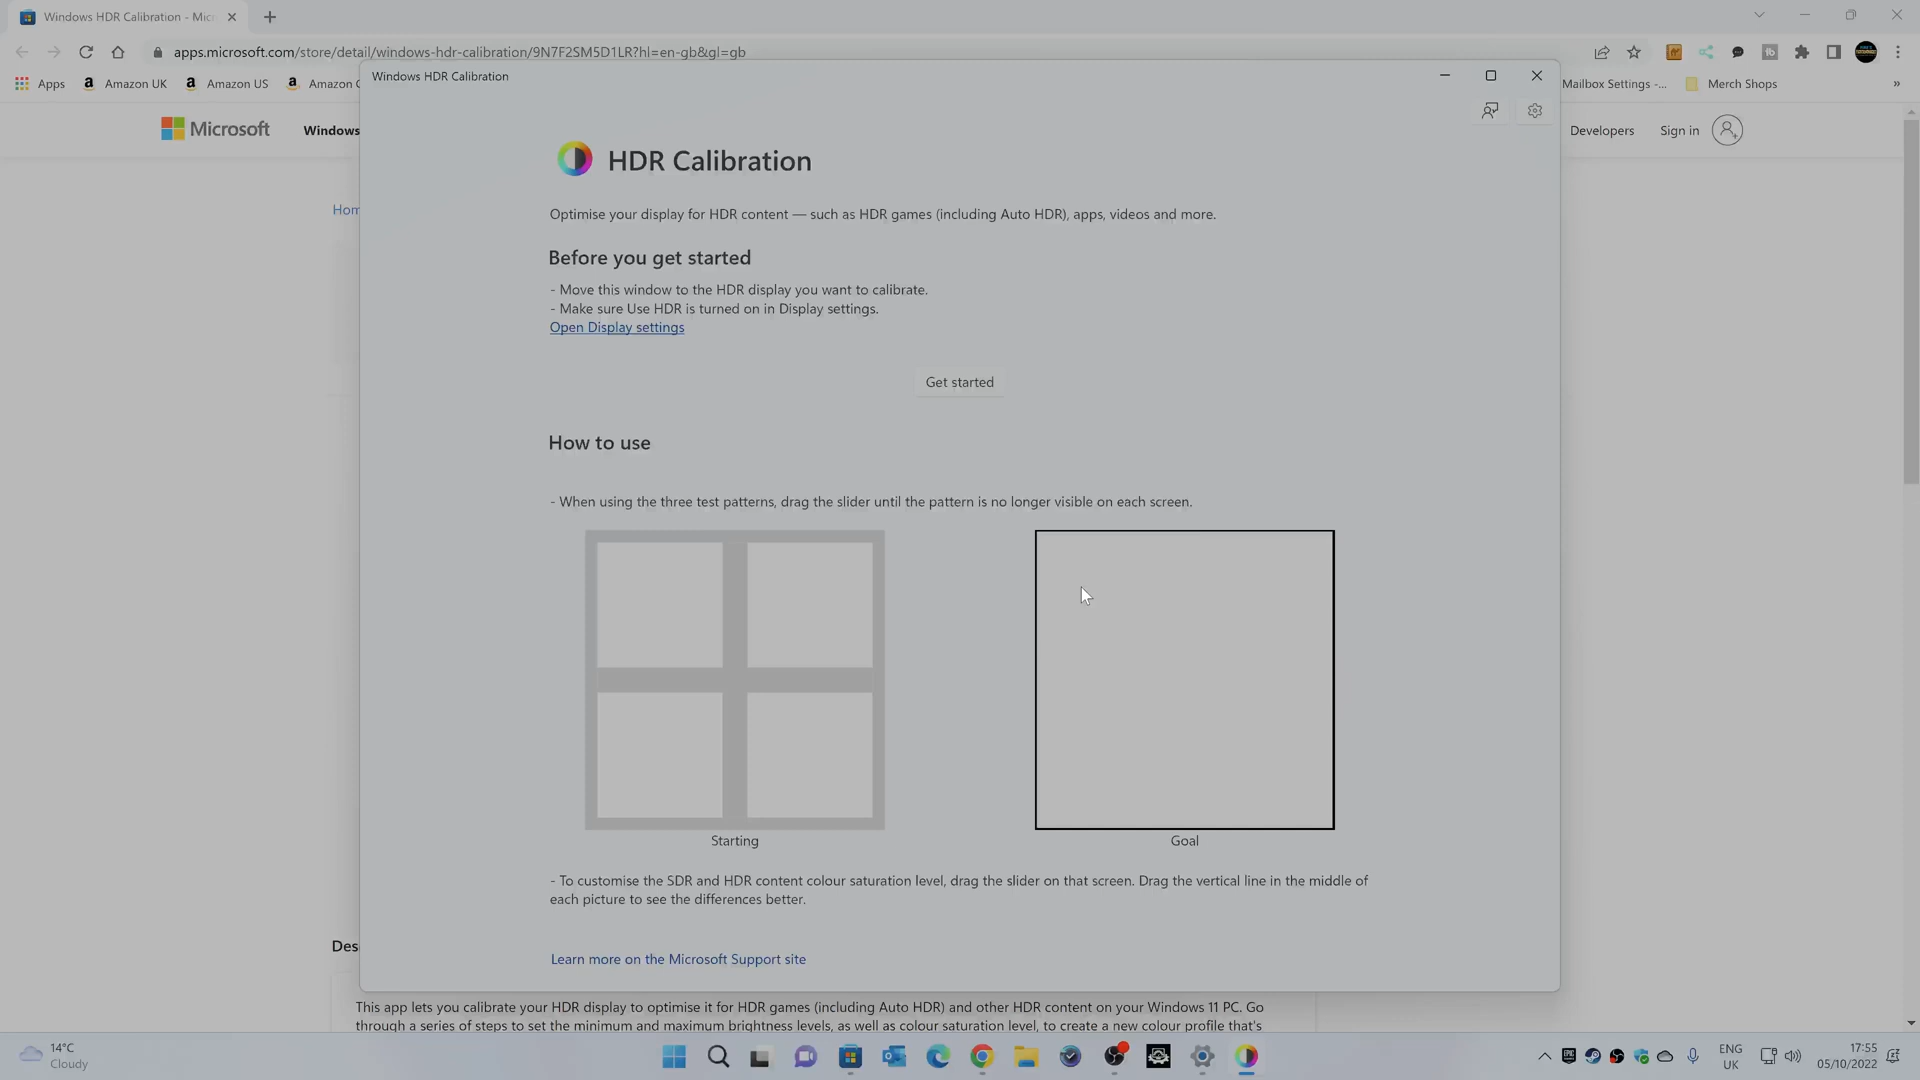 Windows HDR Calibration - Micr
apps.microsoft.com/store/detail/windows-hdr-calibration/9N7F2SM5D1LR?hl=en-gb&gl=gb
Apps
Amazon UK
Amazon US
Amazon C
Mailbox Settings -...
Merch Shops
»
Windows HDR Calibration
Microsoft
Windows
Developers
Sign in
HDR Calibration
Hom
Optimise your display for HDR content — such as HDR games (including Auto HDR), apps, videos and more.
Before you get started
- Move this window to the HDR display you want to calibrate.
- Make sure Use HDR is turned on in Display settings.
Open Display settings
Get started
How to use
- When using the three test patterns, drag the slider until the pattern is no longer visible on each screen.
Starting
Goal
- To customise the SDR and HDR content colour saturation level, drag the slider on that screen. Drag the vertical line in the middle of
each picture to see the differences better.
Des
Learn more on the Microsoft Support site
This app lets you calibrate your HDR display to optimise it for HDR games (including Auto HDR) and other HDR content on your Windows 11 PC. Go
through a series of steps to set the minimum and maximum brightness levels, as well as colour saturation level, to create a new colour profile that's
14°C
Cloudy
ENG
UK
17:55
05/10/2022